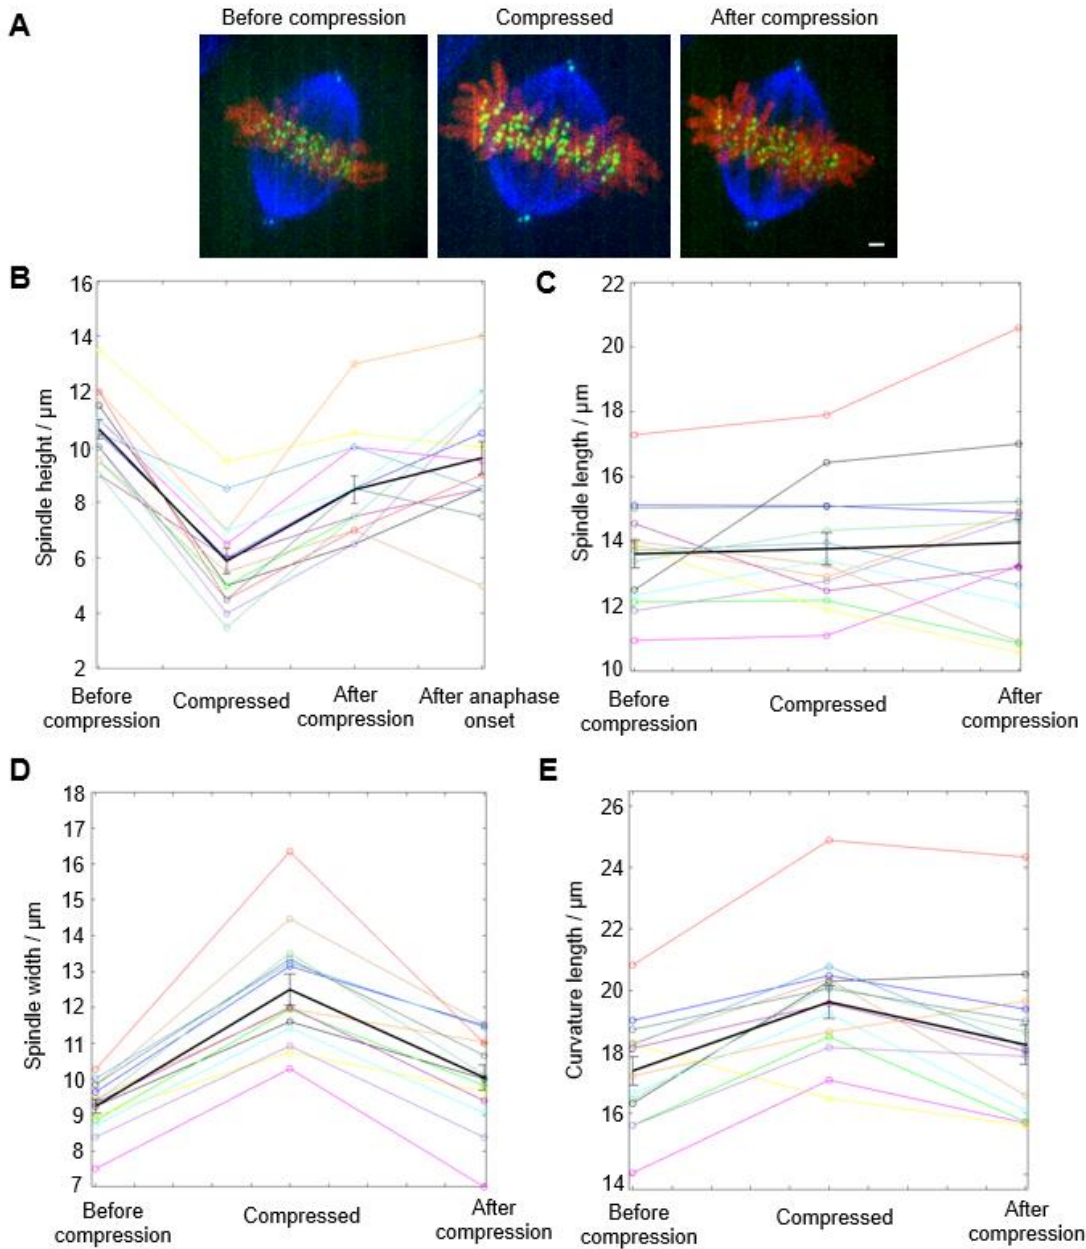 A
Before compression
Compressed
After compression
B
16
14
12
10
8
6
4
2
Spindle height / µm
Before
compression
Compressed
After
compression
After anaphase
onset
C
22
20
18
16
14
12
10
Spindle length / µm
Before
compression
Compressed
After
compression
D
18
17
16
15
14
13
12
11
10
9
8
7
Spindle width / µm
Before
compression
Compressed
After
compression
E
26
24
22
20
18
16
14
Curvature length / µm
Before
compression
Compressed
After
compression